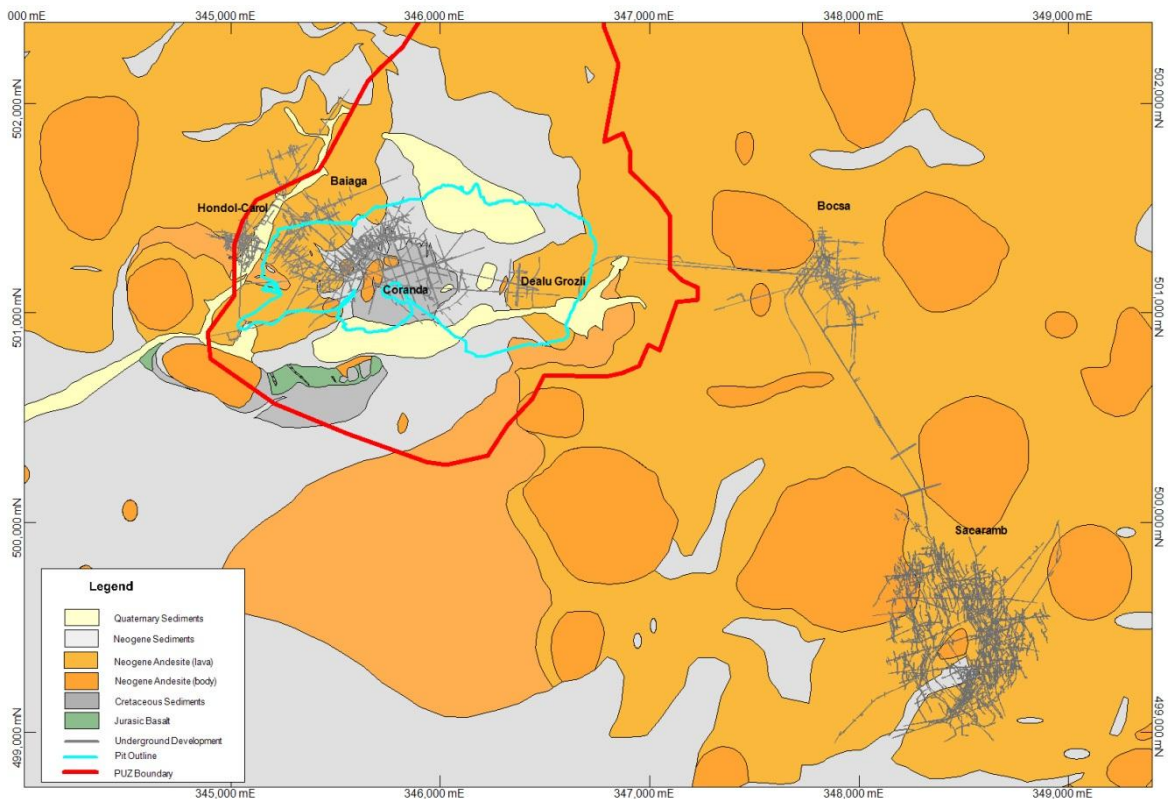 000 mE
345,000 mE
346,000 mE
347,000 mE
348,000 mE
349,000 mE
502,000 mN
502,000 mN
Baiaga
Hondol-Carol
Bocsa
Dealu Grozii
Coranda
501,000 mN
501,000 mN
500,000 mN
500,000 mN
Sacaramb
Legend
Quaternary Sediments
Neogene Sediments
Neogene Andesite (lava)
Neogene Andesite (body)
Cretaceous Sediments
Jurasic Basalt
Underground Development
Pit Outline
PUZ Boundary
499,000 mN
499,000 mN
345,000 mE
346,000 mE
347,000 mE
348,000 mE
349,000 mE